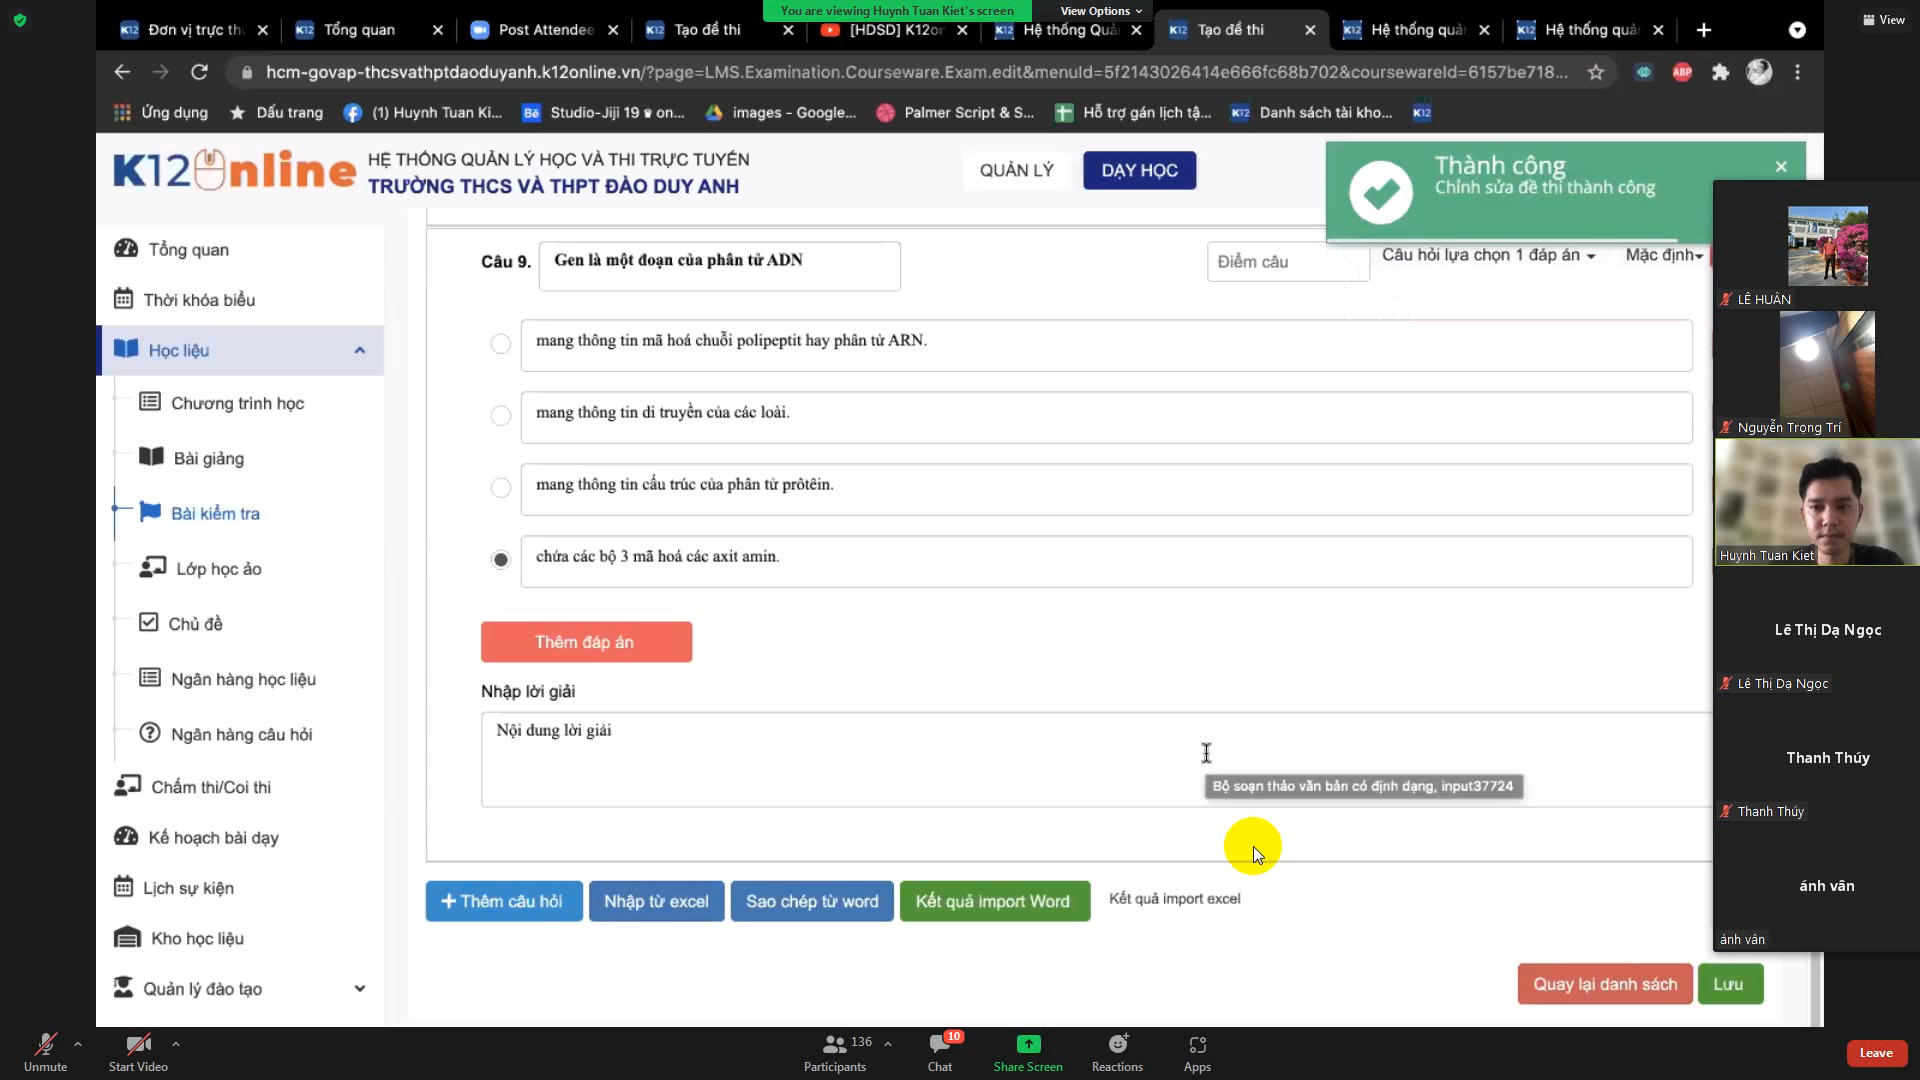 You are viewing Huynh Tuan Kiet's screen
View Options
View
Đơn vị trực thu
Tổng quan
Post Attendee
Tạo đề thi
[HDSD] K12on
Hệ thống Quả
Tạo đề thi
Hệ thống quả
Hệ thống quả
hcm-govap-thcsvathptdaoduyanh.k12online.vn/?page=LMS.Examination.Courseware.Exam.edit&menuId=5f2143026414e666fc68b702&coursewareId=6157be718...
ABP
Ứng dụng
Dấu trang
(1) Huynh Tuan Ki...
Studio-Jiji 19 ♛ on...
images - Google...
Palmer Script & S...
Hỗ trợ gán lịch tậ...
Danh sách tài kho...
K12
K12Online
HỆ THỐNG QUẢN LÝ HỌC VÀ THI TRỰC TUYẾN
TRƯỜNG THCS VÀ THPT ĐÀO DUY ANH
QUẢN LÝ
DẠY HỌC
Thành công
Chỉnh sửa đề thi thành công
Tổng quan
Thời khóa biểu
Học liệu
Chương trình học
Bài giảng
Bài kiểm tra
Lớp học ảo
Chủ đề
Ngân hàng học liệu
Ngân hàng câu hỏi
Chấm thi/Coi thi
Kế hoạch bài dạy
Lịch sự kiện
Kho học liệu
Quản lý đào tạo
Câu 9.
Gen là một đoạn của phân tử ADN
Điểm câu
Câu hỏi lựa chọn 1 đáp án
Mặc định
mang thông tin mã hoá chuỗi polipeptit hay phân tử ARN.
mang thông tin di truyền của các loài.
mang thông tin cấu trúc của phân tử prôtêin.
chứa các bộ 3 mã hoá các axit amin.
Thêm đáp án
Nhập lời giải
Nội dung lời giải
Bộ soạn thảo văn bản có định dạng, input37724
Thêm câu hỏi
Nhập từ excel
Sao chép từ word
Kết quả import Word
Kết quả import excel
Quay lại danh sách
Lưu
LÊ HUÂN
Nguyễn Trọng Trí
Huynh Tuan Kiet
Lê Thị Dạ Ngọc
Lê Thị Dạ Ngọc
Thanh Thúy
Thanh Thúy
ánh vân
ánh vân
Unmute
Start Video
Participants
136
Chat
10
Share Screen
Reactions
Apps
Leave